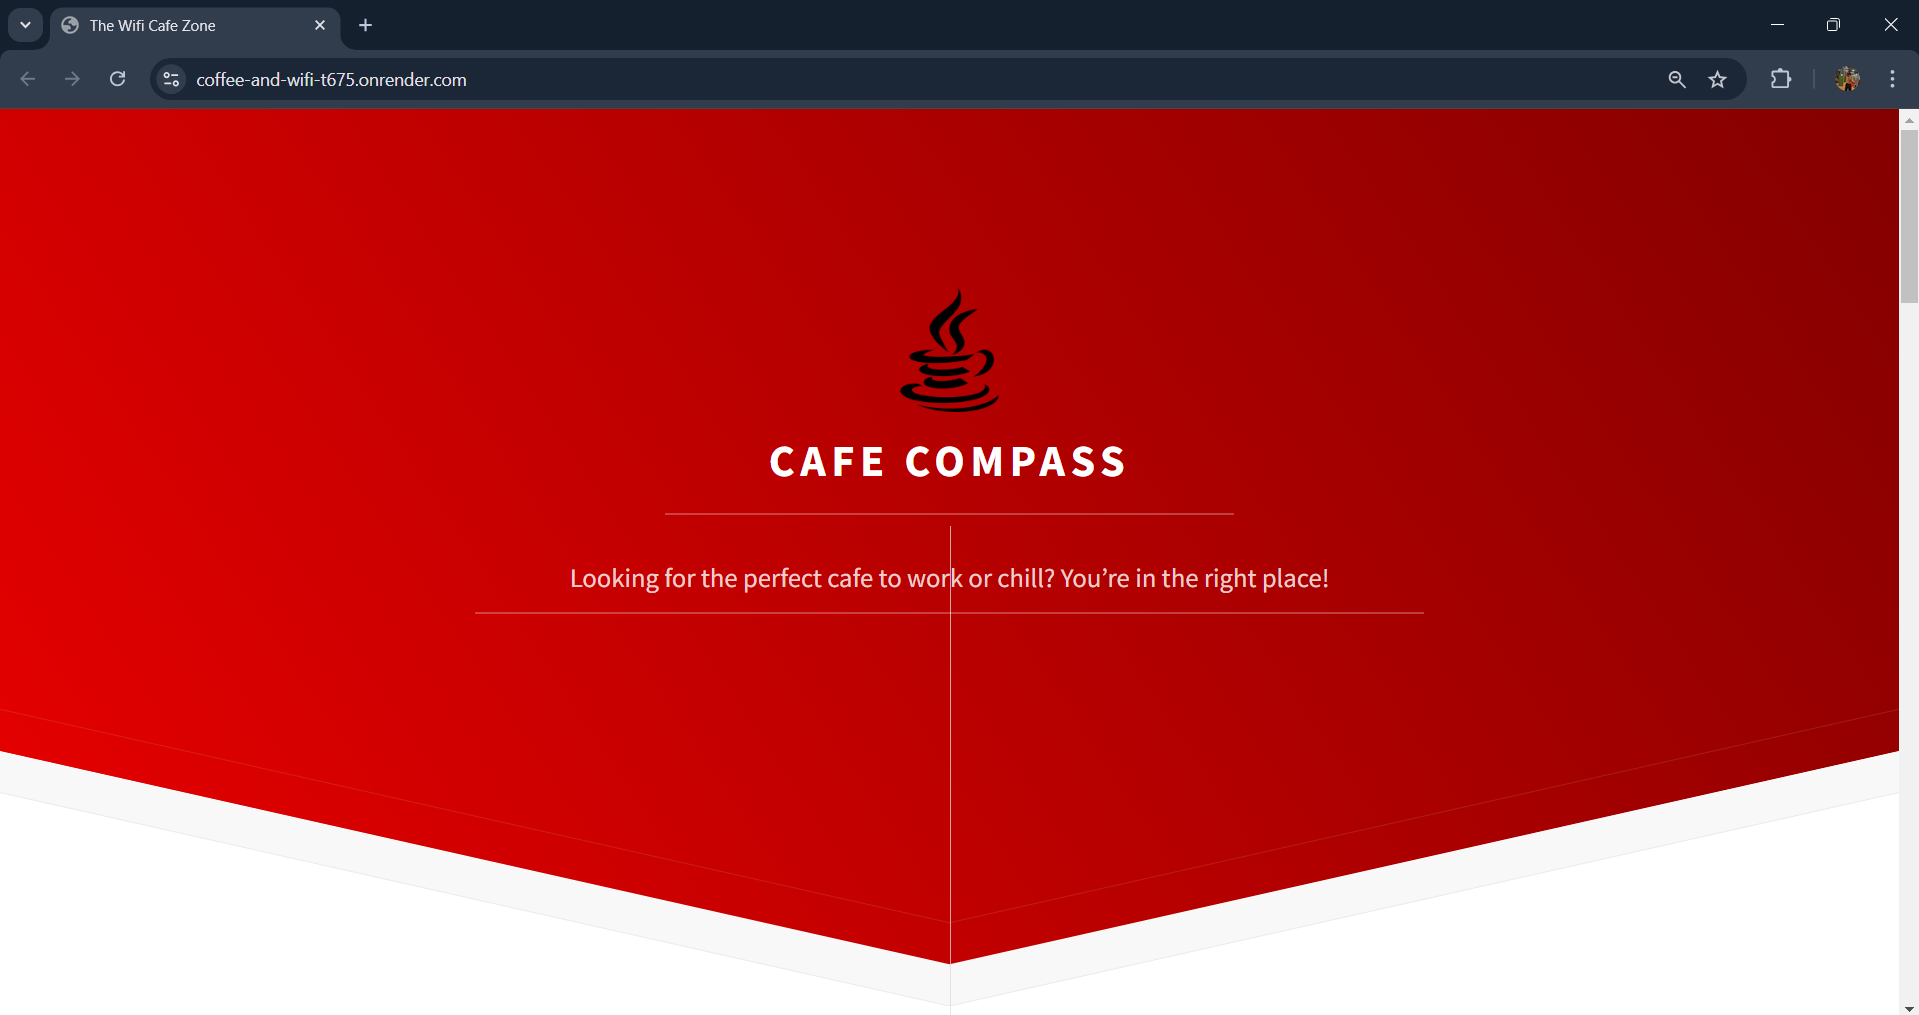 The Wifi Cafe Zone
coffee-and-wifi-t675.onrender.com
CAFE COMPASS
Looking for the perfect cafe to work or chill? You’re in the right place!